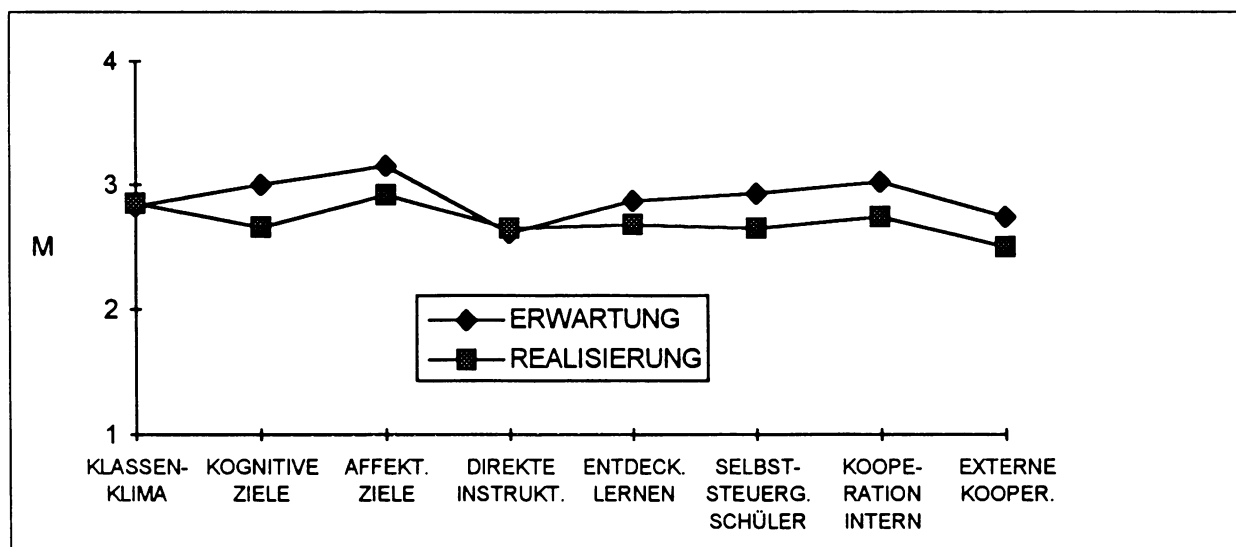 4
3
M
2
ERWARTUNG
REALISIERUNG
1
KLASSEN-
KLIMA
KOGNITIVE
ZIELE
AFFEKT.
ZIELE
DIREKTE
INSTRUKT.
ENTDECK.
LERNEN
SELBST-
STEUERG.
SCHÜLER
KOOPE-
RATION
INTERN
EXTERNE
KOOPER.